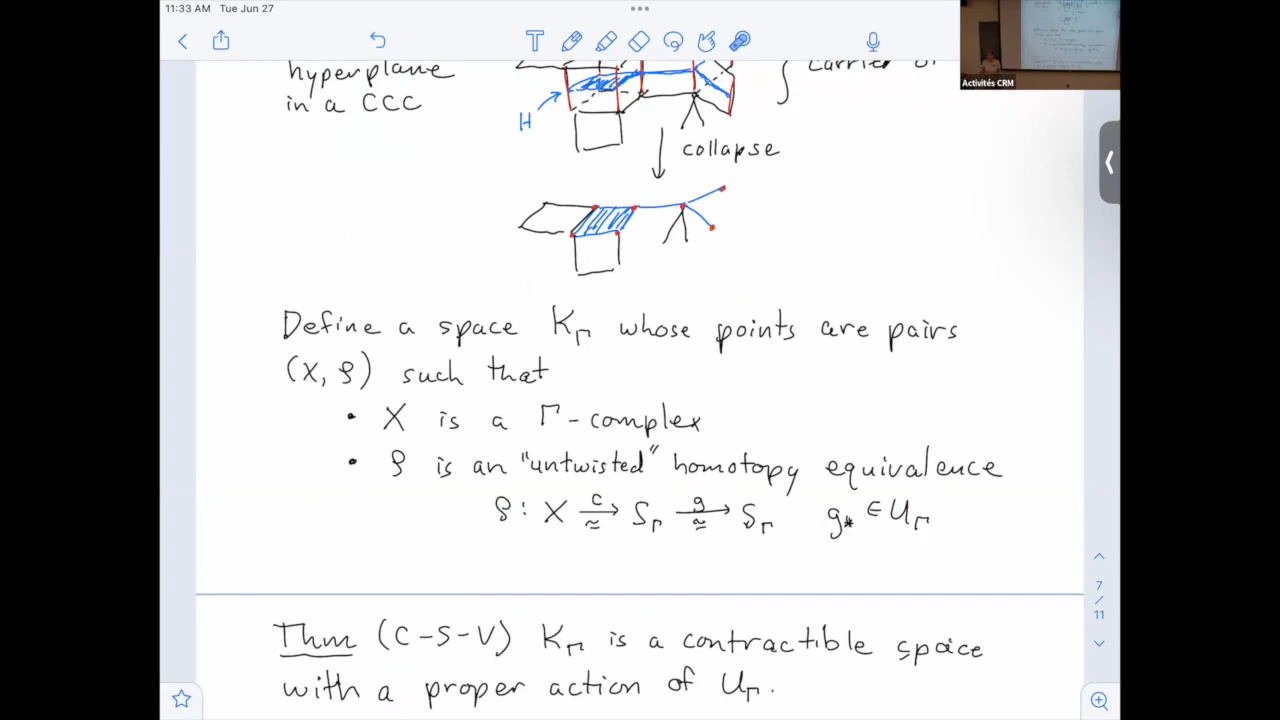 11:33 AM Tue Jun 27
Activités CRM
hyperplane
in a CCC
carrier of
H
collapse
Define a space K_Γ whose points are pairs
(X, ρ) such that
• X is a Γ-complex
• ρ is an "untwisted" homotopy equivalence
ρ: X →^c_≃ S_Γ →^g_≃ S_Γ g_* ∈ U_Γ
7
/
11
Thm (C-S-V) K_Γ is a contractible space
with a proper action of U_Γ.